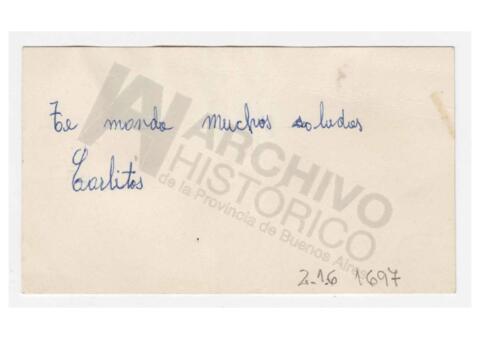 Te mando muchos saludos
Carlitos
ARCHIVO
HISTÓRICO
de la Provincia de Buenos Aires
2.16 1697